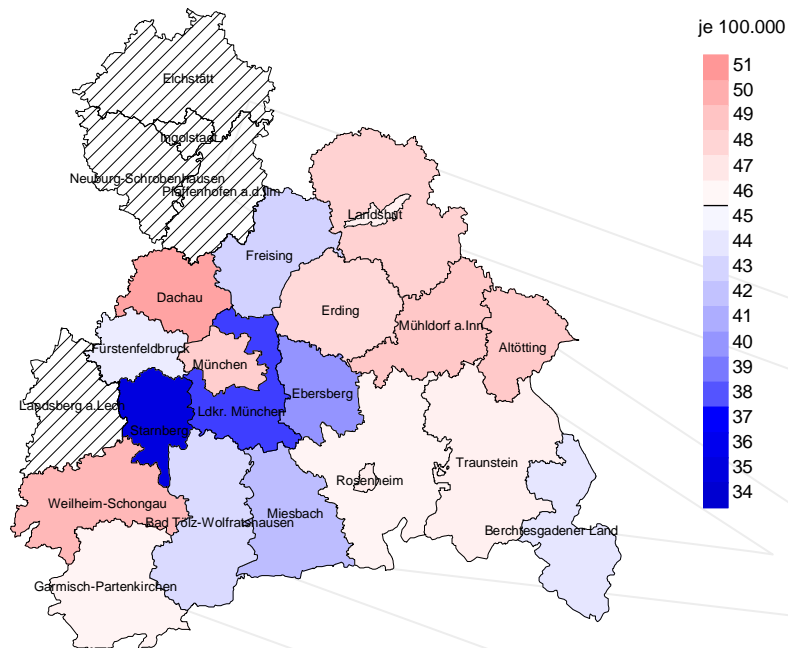 je 100.000
51
50
49
48
47
46
45
44
43
42
41
40
39
38
37
36
35
34
Eichstätt
Ingolstadt
Neuburg-Schrobenhausen
Pfaffenhofen a.d.Ilm
Landshut
Freising
Dachau
Erding
Mühldorf a.Inn
Altötting
Fürstenfeldbruck
München
Ebersberg
Landsberg a.Lech
Ldkr. München
Starnberg
Traunstein
Rosenheim
Weilheim-Schongau
Miesbach
Bad Tölz-Wolfratshausen
Berchtesgadener Land
Garmisch-Partenkirchen